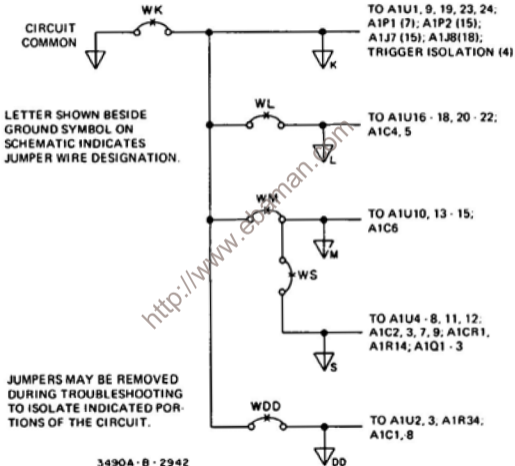 WK
CIRCUIT
COMMON
TO A1U1, 9, 19, 23, 24;
A1P1 (7); A1P2 (15);
A1J7 (15); A1J8(18);
TRIGGER ISOLATION (4)
K
LETTER SHOWN BESIDE
GROUND SYMBOL ON
SCHEMATIC INDICATES
JUMPER WIRE DESIGNATION.
WL
TO A1U16 - 18, 20 - 22;
A1C4, 5
L
WM
TO A1U10, 13 - 15;
A1C6
M
WS
TO A1U4 - 8, 11, 12;
A1C2, 3, 7, 9; A1CR1,
A1R14; A1Q1 - 3
S
JUMPERS MAY BE REMOVED
DURING TROUBLESHOOTING
TO ISOLATE INDICATED POR-
TIONS OF THE CIRCUIT.
WDD
TO A1U2, 3, A1R34;
A1C1, 8
DD
3490A - B - 2942
http://www.ebaman.com